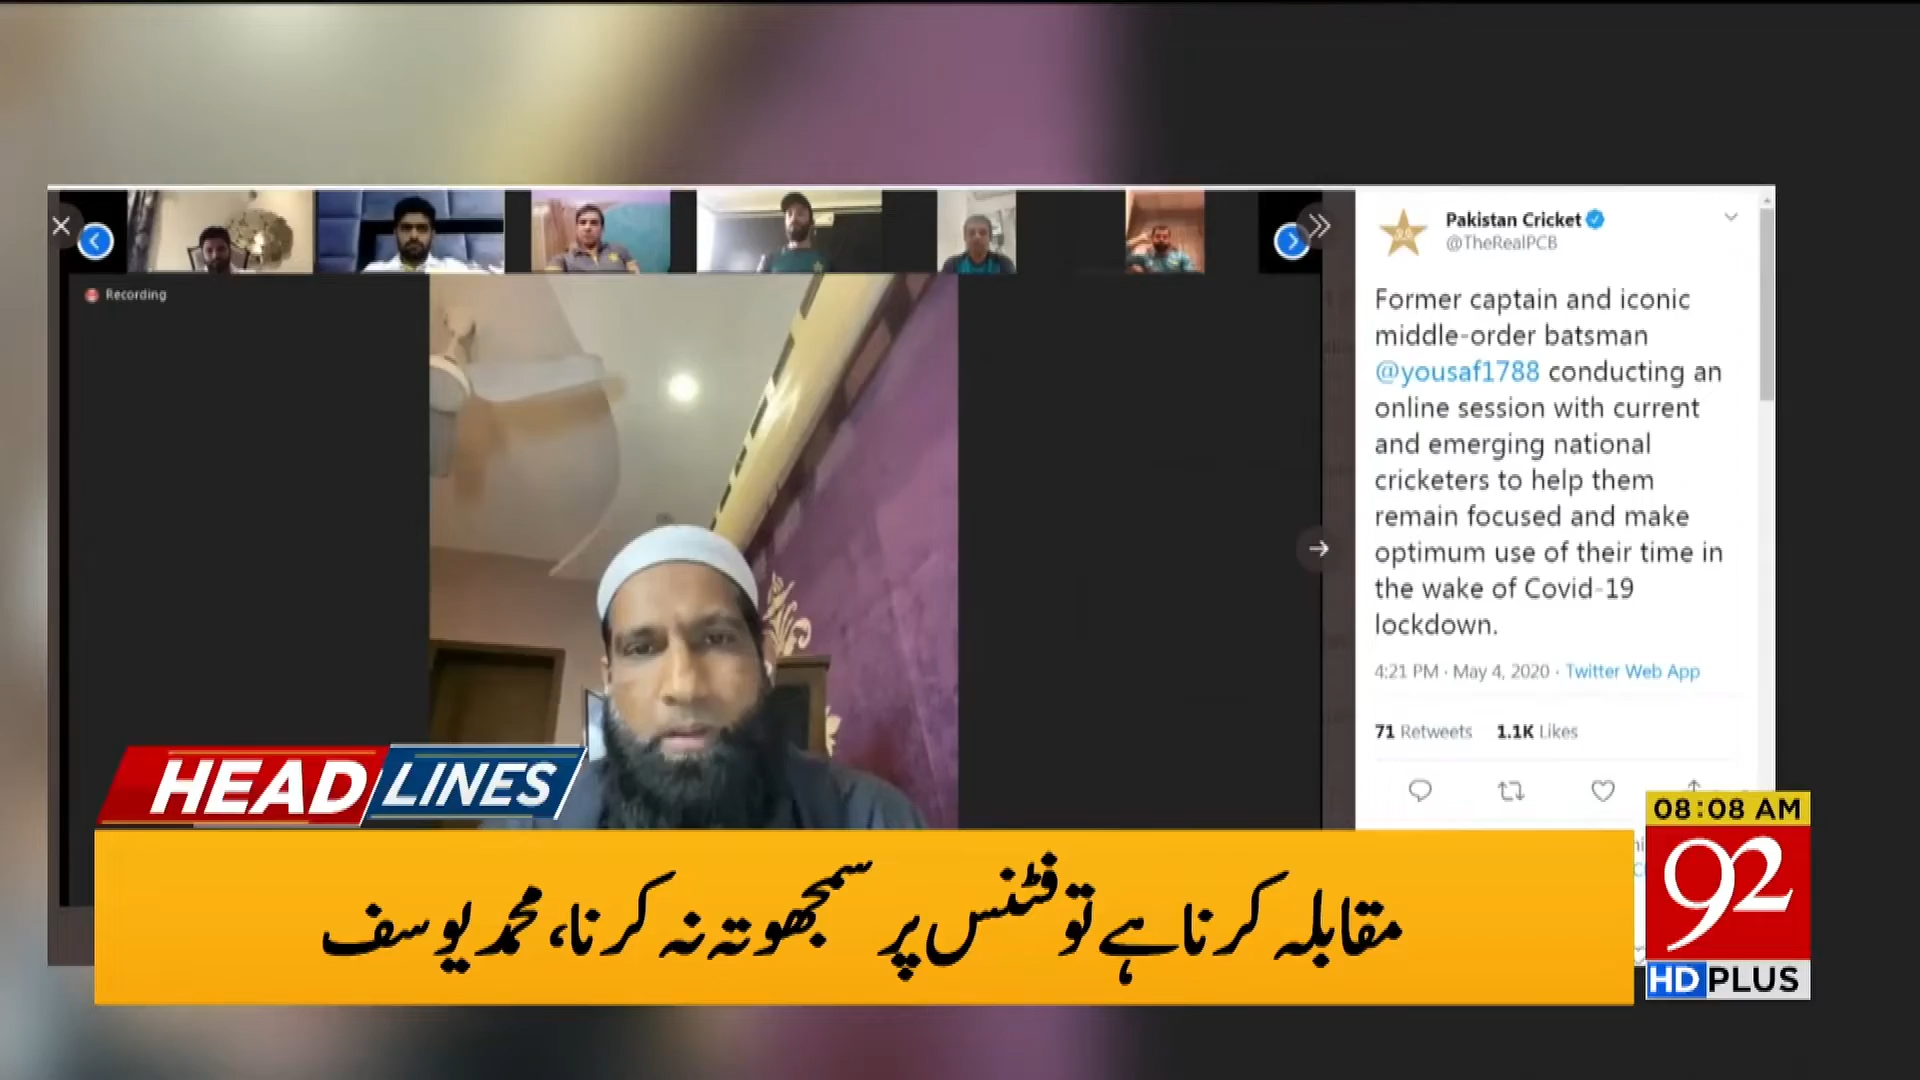 Recording
Pakistan Cricket
@TheRealPCB
Former captain and iconic
middle-order batsman
@yousaf1788 conducting an
online session with current
and emerging national
cricketers to help them
remain focused and make
optimum use of their time in
the wake of Covid-19
lockdown.
4:21 PM · May 4, 2020 · Twitter Web App
71 Retweets 1.1K Likes
HEADLINES
08:08 AM
92
HD PLUS
مقابلہ کرنا ہے تو فٹنس پر سمجھوتہ نہ کرنا، محمد یوسف